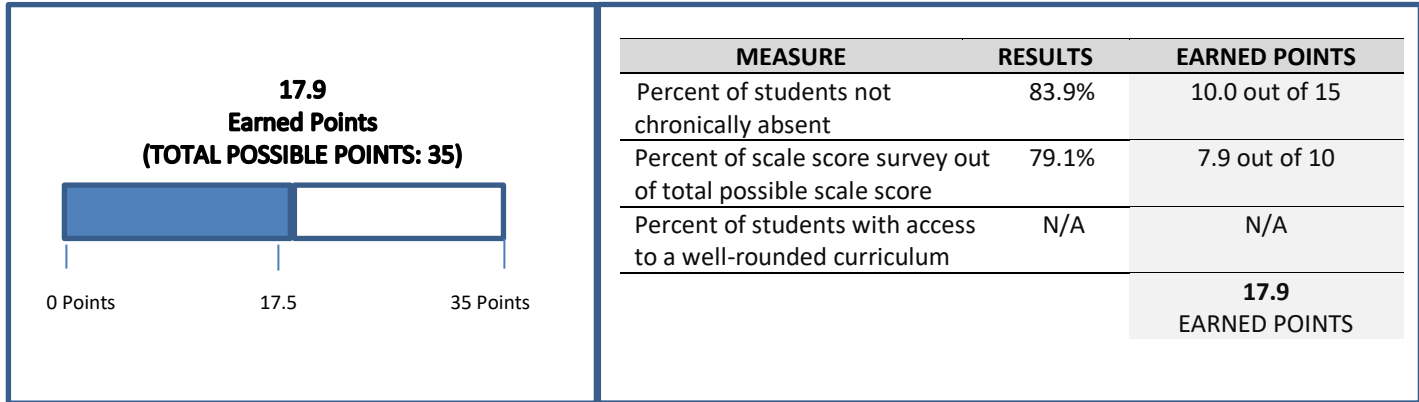 17.9
Earned Points
(TOTAL POSSIBLE POINTS: 35)
0 Points 17.5 35 Points
MEASURE RESULTS EARNED POINTS
Percent of students not 83.9% 10.0 out of 15
chronically absent
Percent of scale score survey out 79.1% 7.9 out of 10
of total possible scale score
Percent of students with access N/A N/A
to a well-rounded curriculum
17.9
EARNED POINTS